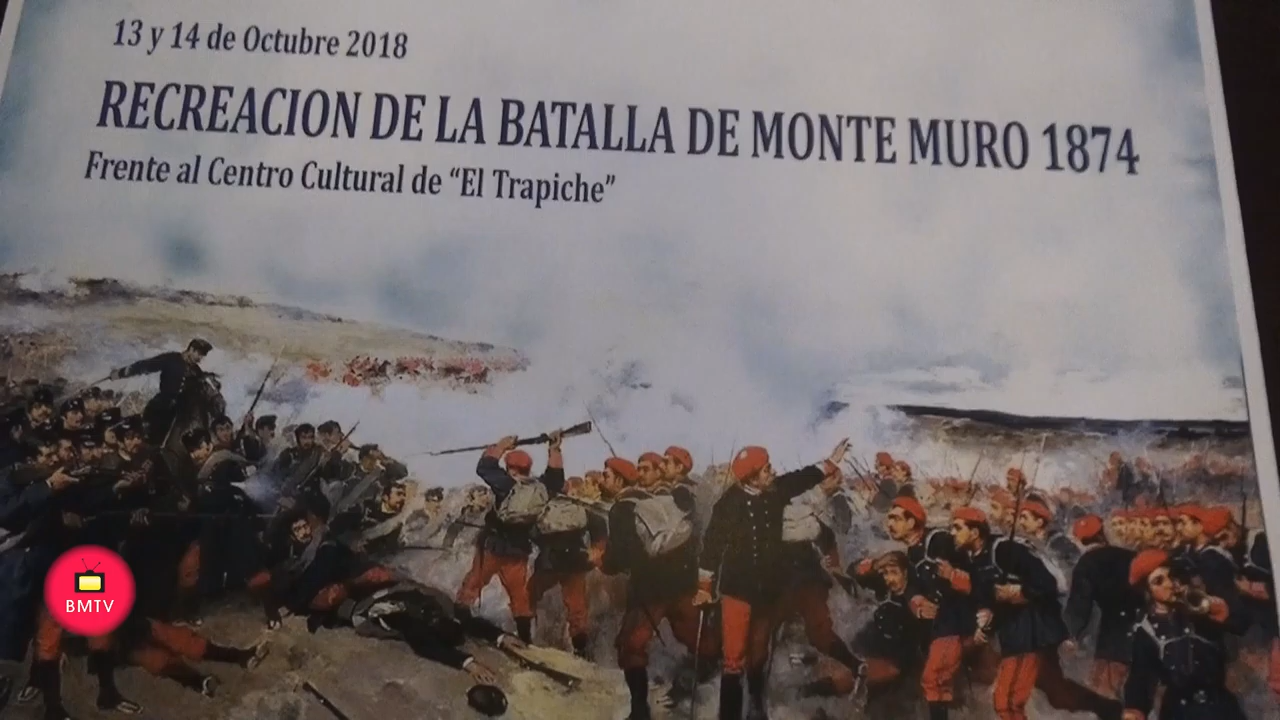 13 y 14 de Octubre 2018
RECREACION DE LA BATALLA DE MONTE MURO 1874
Frente al Centro Cultural de “El Trapiche”
BMTV